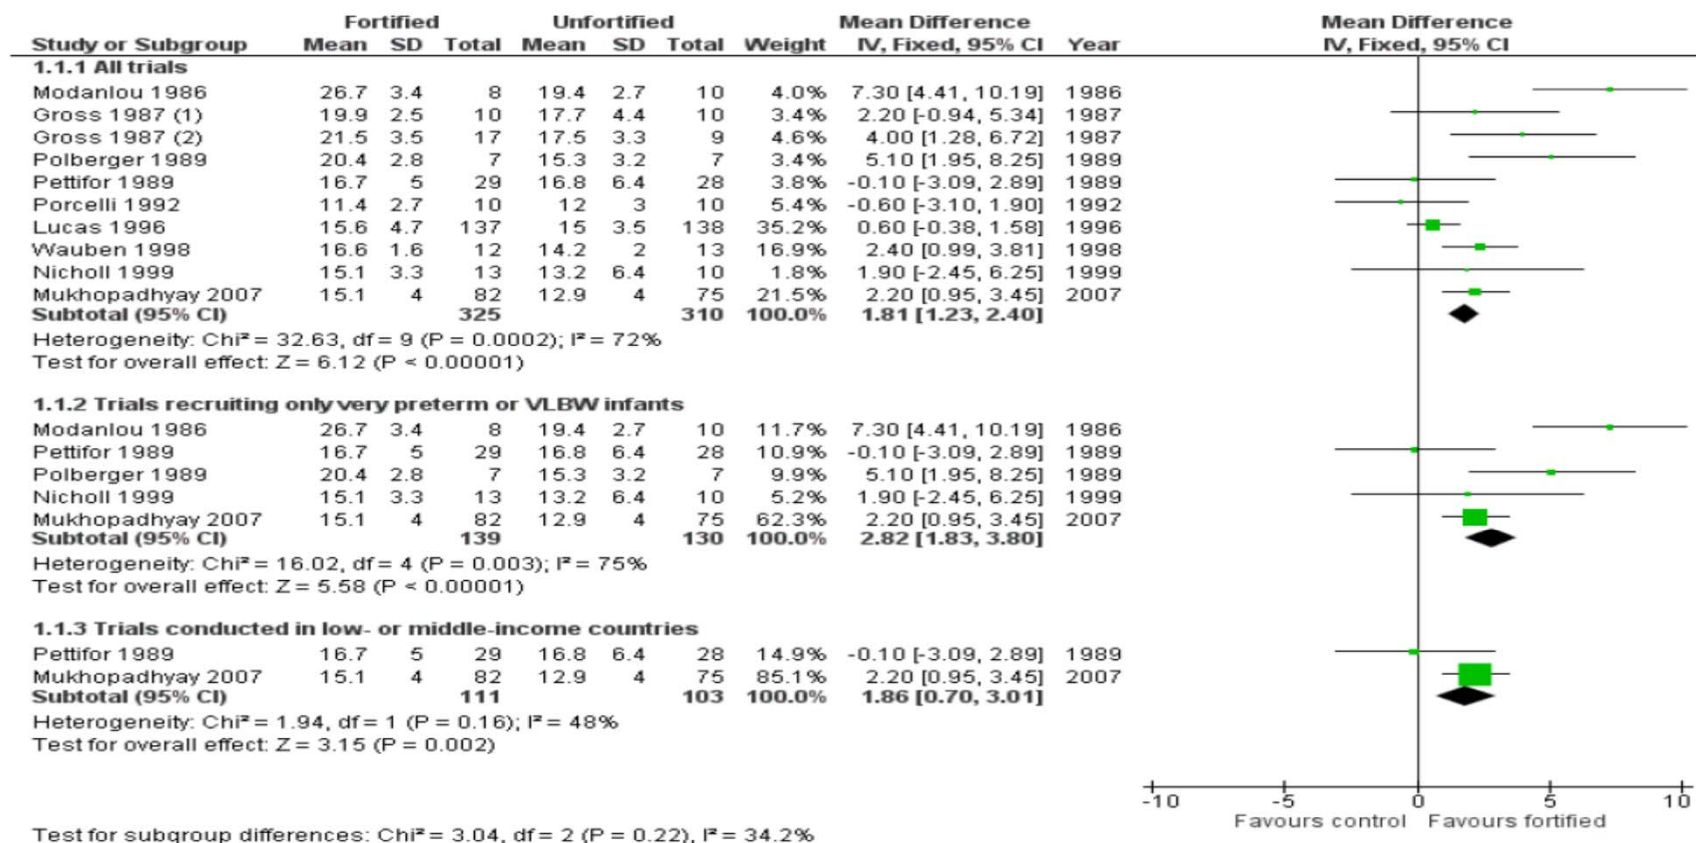 Fortified Unfortified Mean Difference Mean Difference
Study or Subgroup Mean SD Total Mean SD Total Weight IV, Fixed, 95% CI Year IV, Fixed, 95% CI
1.1.1 All trials
Modanlou 1986 26.7 3.4 8 19.4 2.7 10 4.0% 7.30 [4.41, 10.19] 1986
Gross 1987 (1) 19.9 2.5 10 17.7 4.4 10 3.4% 2.20 [-0.94, 5.34] 1987
Gross 1987 (2) 21.5 3.5 17 17.5 3.3 9 4.6% 4.00 [1.28, 6.72] 1987
Polberger 1989 20.4 2.8 7 15.3 3.2 7 3.4% 5.10 [1.95, 8.25] 1989
Pettifor 1989 16.7 5 29 16.8 6.4 28 3.8% -0.10 [-3.09, 2.89] 1989
Porcelli 1992 11.4 2.7 10 12 3 10 5.4% -0.60 [-3.10, 1.90] 1992
Lucas 1996 15.6 4.7 137 15 3.5 138 35.2% 0.60 [-0.38, 1.58] 1996
Wauben 1998 16.6 1.6 12 14.2 2 13 16.9% 2.40 [0.99, 3.81] 1998
Nicholl 1999 15.1 3.3 13 13.2 6.4 10 1.8% 1.90 [-2.45, 6.25] 1999
Mukhopadhyay 2007 15.1 4 82 12.9 4 75 21.5% 2.20 [0.95, 3.45] 2007
Subtotal (95% CI) 325 310 100.0% 1.81 [1.23, 2.40]
Heterogeneity: Chi² = 32.63, df = 9 (P = 0.0002); I² = 72%
Test for overall effect: Z = 6.12 (P < 0.00001)
1.1.2 Trials recruiting only very preterm or VLBW infants
Modanlou 1986 26.7 3.4 8 19.4 2.7 10 11.7% 7.30 [4.41, 10.19] 1986
Pettifor 1989 16.7 5 29 16.8 6.4 28 10.9% -0.10 [-3.09, 2.89] 1989
Polberger 1989 20.4 2.8 7 15.3 3.2 7 9.9% 5.10 [1.95, 8.25] 1989
Nicholl 1999 15.1 3.3 13 13.2 6.4 10 5.2% 1.90 [-2.45, 6.25] 1999
Mukhopadhyay 2007 15.1 4 82 12.9 4 75 62.3% 2.20 [0.95, 3.45] 2007
Subtotal (95% CI) 139 130 100.0% 2.82 [1.83, 3.80]
Heterogeneity: Chi² = 16.02, df = 4 (P = 0.003); I² = 75%
Test for overall effect: Z = 5.58 (P < 0.00001)
1.1.3 Trials conducted in low- or middle-income countries
Pettifor 1989 16.7 5 29 16.8 6.4 28 14.9% -0.10 [-3.09, 2.89] 1989
Mukhopadhyay 2007 15.1 4 82 12.9 4 75 85.1% 2.20 [0.95, 3.45] 2007
Subtotal (95% CI) 111 103 100.0% 1.86 [0.70, 3.01]
Heterogeneity: Chi² = 1.94, df = 1 (P = 0.16); I² = 48%
Test for overall effect: Z = 3.15 (P = 0.002)
-10 -5 0 5 10
Favours control Favours fortified
Test for subgroup differences: Chi² = 3.04, df = 2 (P = 0.22), I² = 34.2%